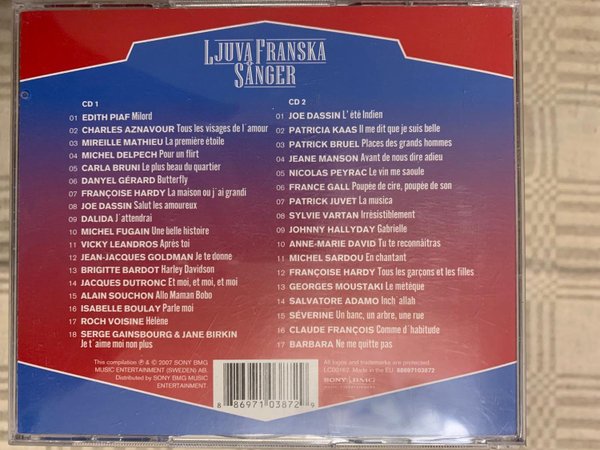 LJUVA FRANSKA
SÅNGER
CD 1
01 EDITH PIAF Milord
02 CHARLES AZNAVOUR Tous les visages de l´amour
03 MIREILLE MATHIEU La première étoile
04 MICHEL DELPECH Pour un flirt
05 CARLA BRUNI Le plus beau du quartier
06 DANYEL GÉRARD Butterfly
07 FRANÇOISE HARDY La maison ou j´ai grandi
08 JOE DASSIN Salut les amoureux
09 DALIDA J´attendrai
10 MICHEL FUGAIN Une belle histoire
11 VICKY LEANDROS Après toi
12 JEAN-JACQUES GOLDMAN Je te donne
13 BRIGITTE BARDOT Harley Davidson
14 JACQUES DUTRONC Et moi, et moi, et moi
15 ALAIN SOUCHON Allo Maman Bobo
16 ISABELLE BOULAY Parle moi
17 ROCH VOISINE Hélène
18 SERGE GAINSBOURG & JANE BIRKIN
Je t´aime moi non plus
CD 2
01 JOE DASSIN L´été Indien
02 PATRICIA KAAS Il me dit que je suis belle
03 PATRICK BRUEL Places des grands hommes
04 JEANE MANSON Avant de nous dire adieu
05 NICOLAS PEYRAC Le vin me saoule
06 FRANCE GALL Poupée de cire, poupée de son
07 PATRICK JUVET La musica
08 SYLVIE VARTAN Irrésistiblement
09 JOHNNY HALLYDAY Gabrielle
10 ANNE-MARIE DAVID Tu te reconnâitras
11 MICHEL SARDOU En chantant
12 FRANÇOISE HARDY Tous les garçons et les filles
13 GEORGES MOUSTAKI Le métèque
14 SALVATORE ADAMO Inch´allah
15 SÉVERINE Un banc, un arbre, une rue
16 CLAUDE FRANÇOIS Comme d´habitude
17 BARBARA Ne me quitte pas
This compilation ℗ & © 2007 SONY BMG
MUSIC ENTERTAINMENT (SWEDEN) AB.
Distributed by SONY BMG MUSIC
ENTERTAINMENT.
8 86971 03872 9
All logos and trademarks are protected.
LC00162 Made in the EU 88697103872
SONY BMG
MUSIC ENTERTAINMENT